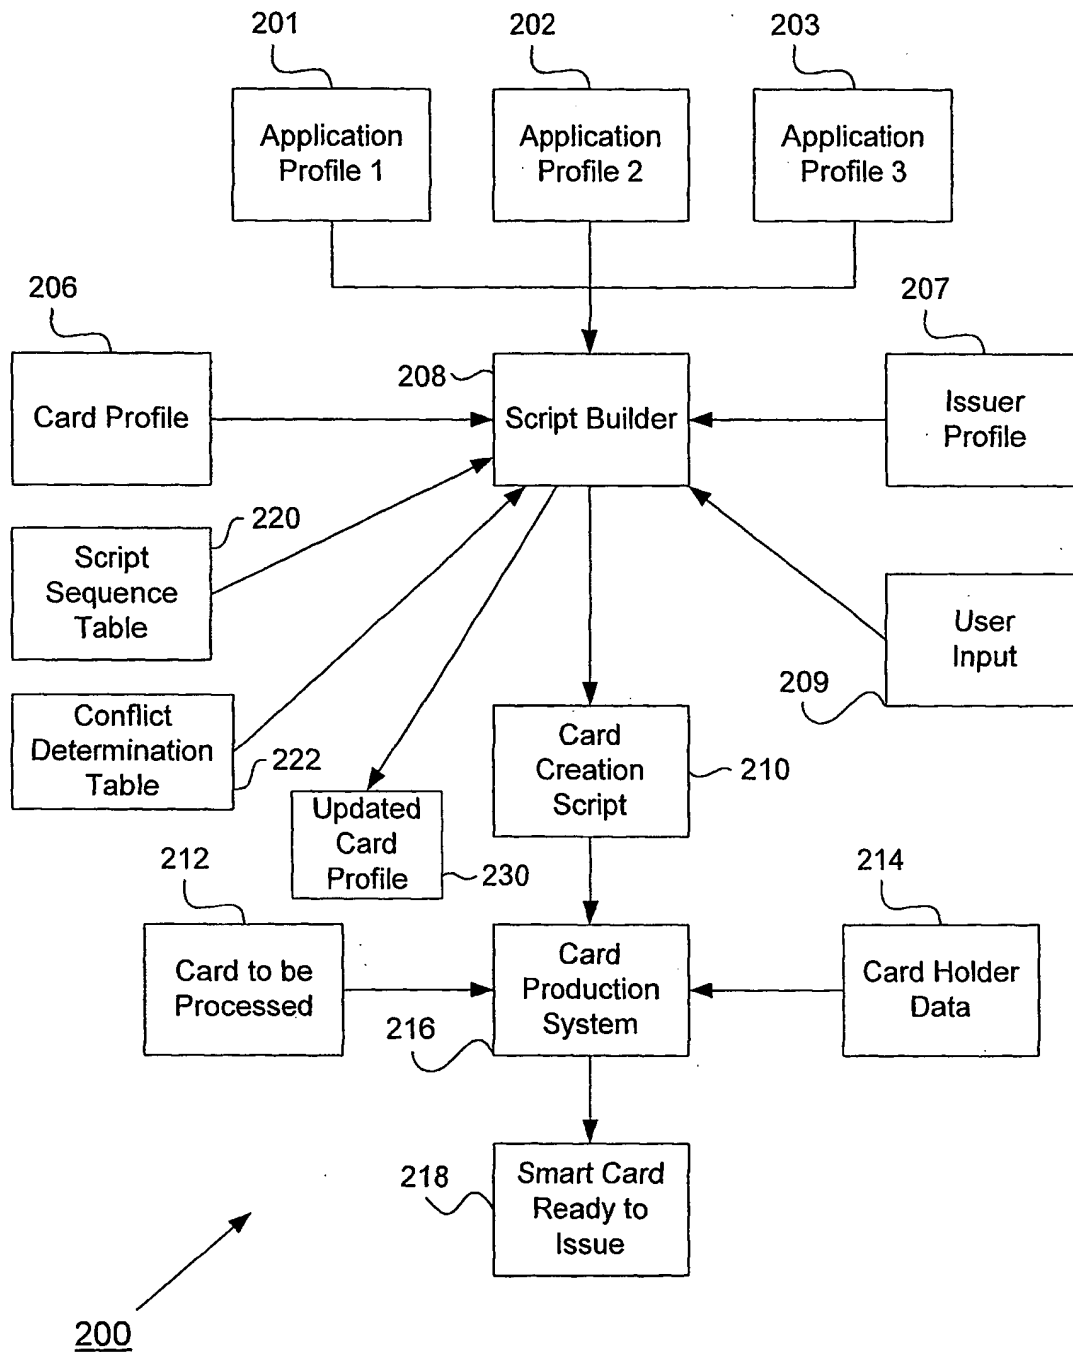 201
202
203
Application
Profile 1
Application
Profile 2
Application
Profile 3
206
207
Card Profile
208
Script Builder
Issuer
Profile
220
Script
Sequence
Table
User
Input
209
Conflict
Determination
Table
222
Card
Creation
Script
210
Updated
Card
Profile
230
212
214
Card to be
Processed
Card
Production
System
216
Card Holder
Data
218
Smart Card
Ready to
Issue
200